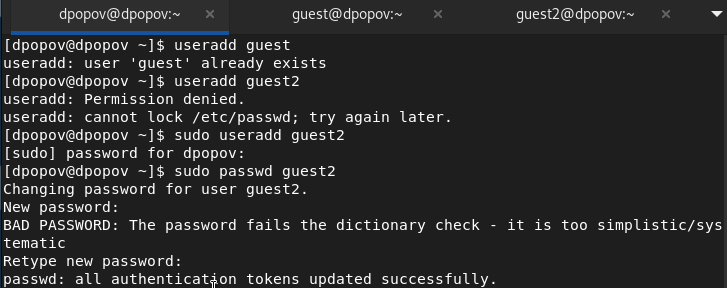 dpopov@dpopov:~ × guest@dpopov:~ × guest2@dpopov:~ ×
[dpopov@dpopov ~]$ useradd guest
useradd: user 'guest' already exists
[dpopov@dpopov ~]$ useradd guest2
useradd: Permission denied.
useradd: cannot lock /etc/passwd; try again later.
[dpopov@dpopov ~]$ sudo useradd guest2
[sudo] password for dpopov:
[dpopov@dpopov ~]$ sudo passwd guest2
Changing password for user guest2.
New password:
BAD PASSWORD: The password fails the dictionary check - it is too simplistic/sys
tematic
Retype new password:
passwd: all authentication tokens updated successfully.